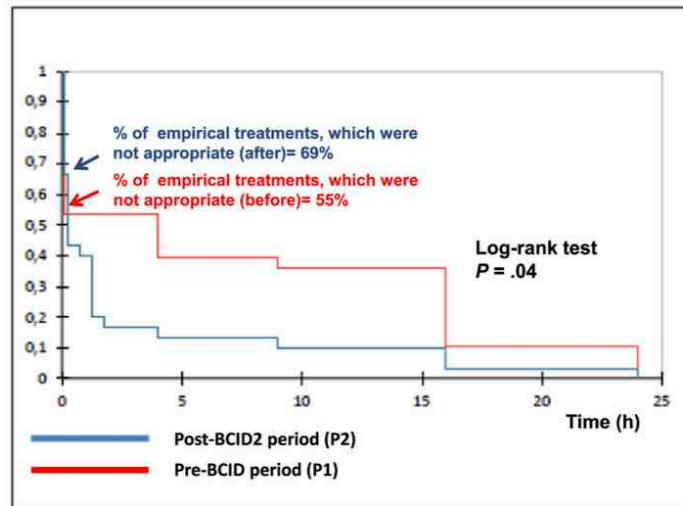 1
0,9
0,8
0,7
0,6
0,5
0,4
0,3
0,2
0,1
0
% of empirical treatments, which were
not appropriate (after)= 69%
% of empirical treatments, which were
not appropriate (before)= 55%
Log-rank test
P = .04
0 5 10 15 20 25
Time (h)
Post-BCID2 period (P2)
Pre-BCID period (P1)